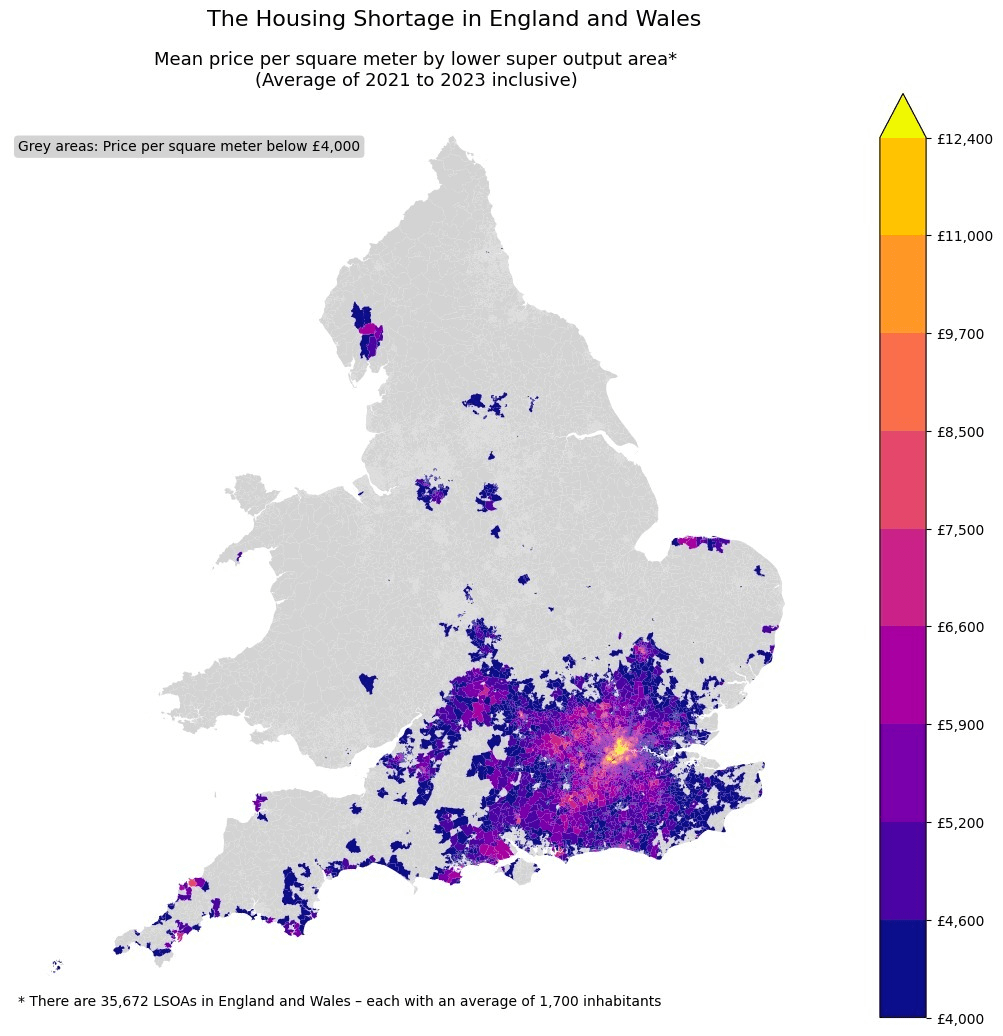 The Housing Shortage in England and Wales
Mean price per square meter by lower super output area*
(Average of 2021 to 2023 inclusive)
Grey areas: Price per square meter below £4,000
£12,400
£11,000
£9,700
£8,500
£7,500
£6,600
£5,900
£5,200
£4,600
£4,000
* There are 35,672 LSOAs in England and Wales – each with an average of 1,700 inhabitants